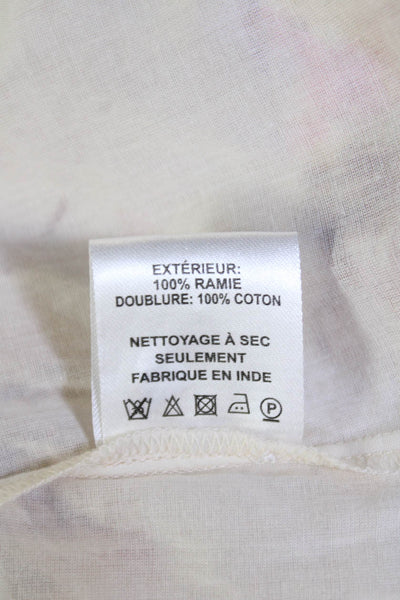 EXTÉRIEUR:
100% RAMIE
DOUBLURE: 100% COTON
NETTOYAGE À SEC
SEULEMENT
FABRIQUE EN INDE
P